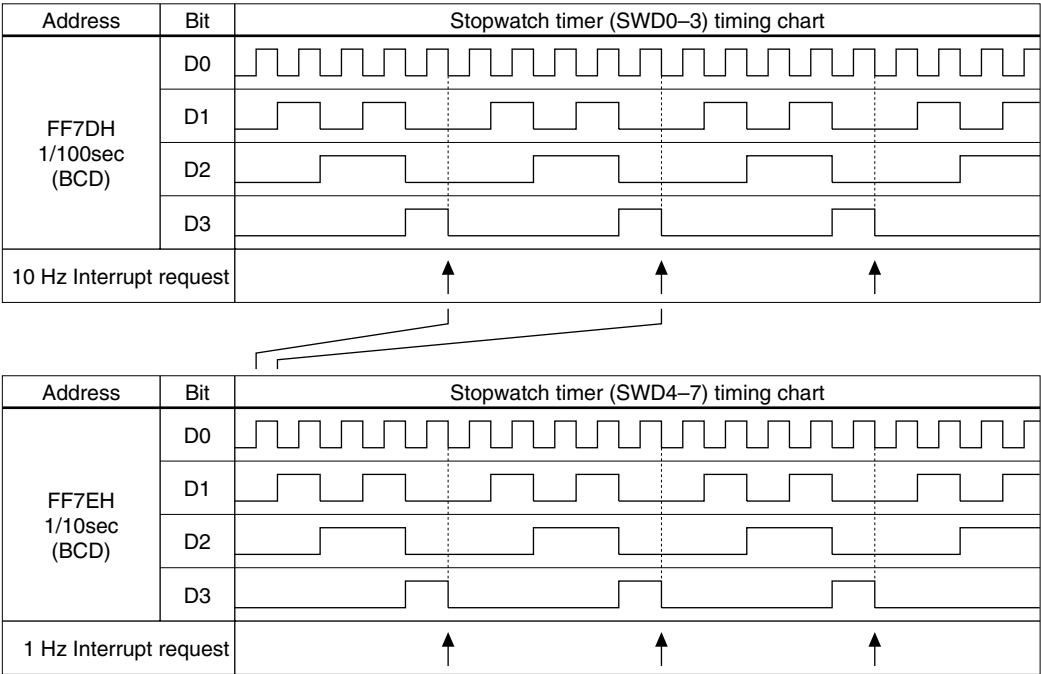 Address Bit Stopwatch timer (SWD0–3) timing chart
D0
D1
FF7DH
1/100sec
(BCD)
D2
D3
10 Hz Interrupt request
Address Bit Stopwatch timer (SWD4–7) timing chart
D0
D1
FF7EH
1/10sec
(BCD)
D2
D3
1 Hz Interrupt request